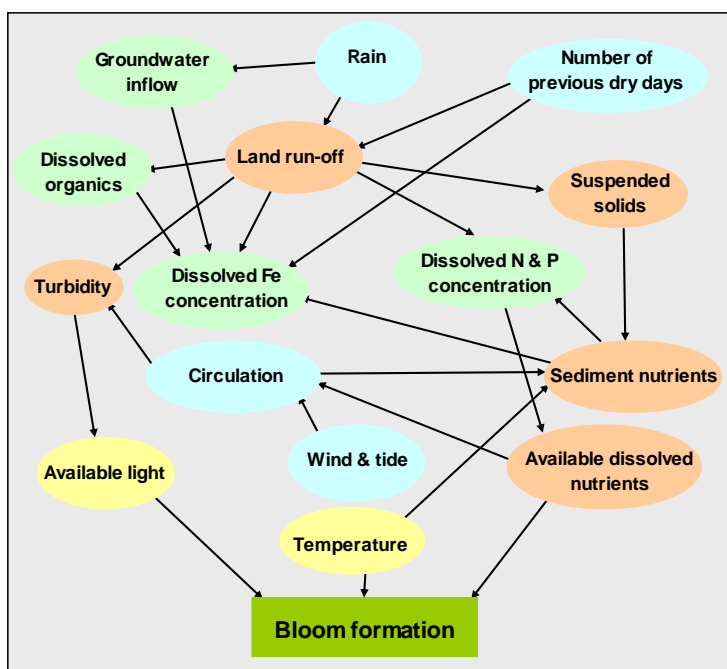 Groundwater
inflow
Rain
Number of
previous dry days
Dissolved
organics
Land run-off
Suspended
solids
Turbidity
Dissolved Fe
concentration
Dissolved N & P
concentration
Circulation
Sediment nutrients
Available light
Wind & tide
Available dissolved
nutrients
Temperature
Bloom formation